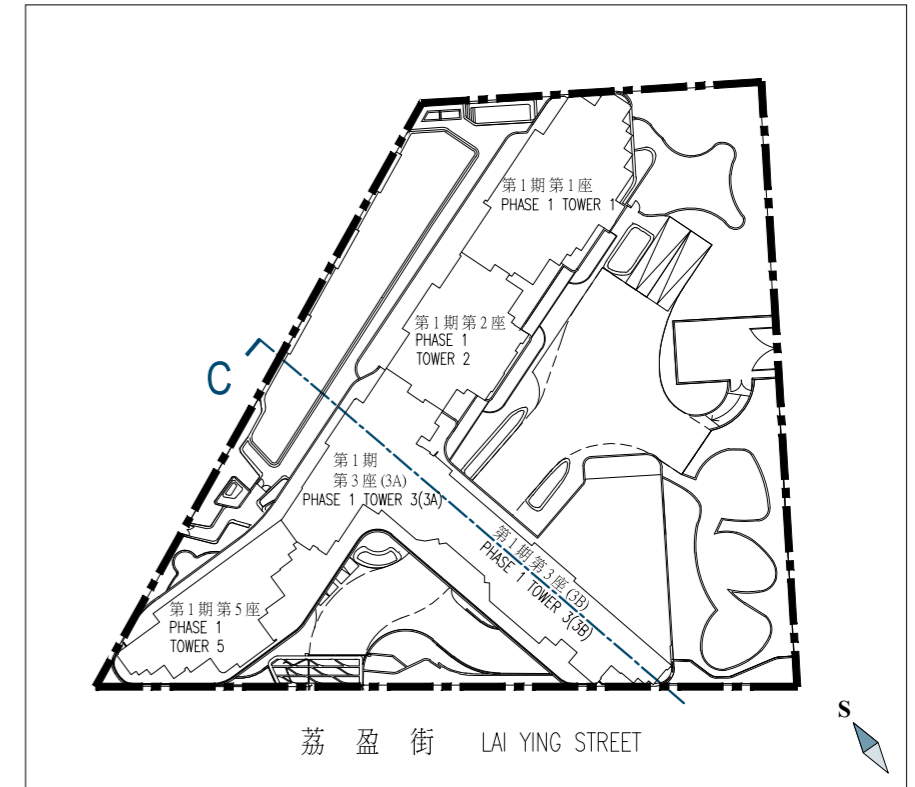 第1期第1座
PHASE 1 TOWER 1
第1期第2座
PHASE 1
TOWER 2
C
第1期
第3座(3A)
PHASE 1 TOWER 3(3A)
第1期第3座(3B)
PHASE 1 TOWER 3(3B)
第1期第5座
PHASE 1
TOWER 5
荔盈街 LAI YING STREET
S